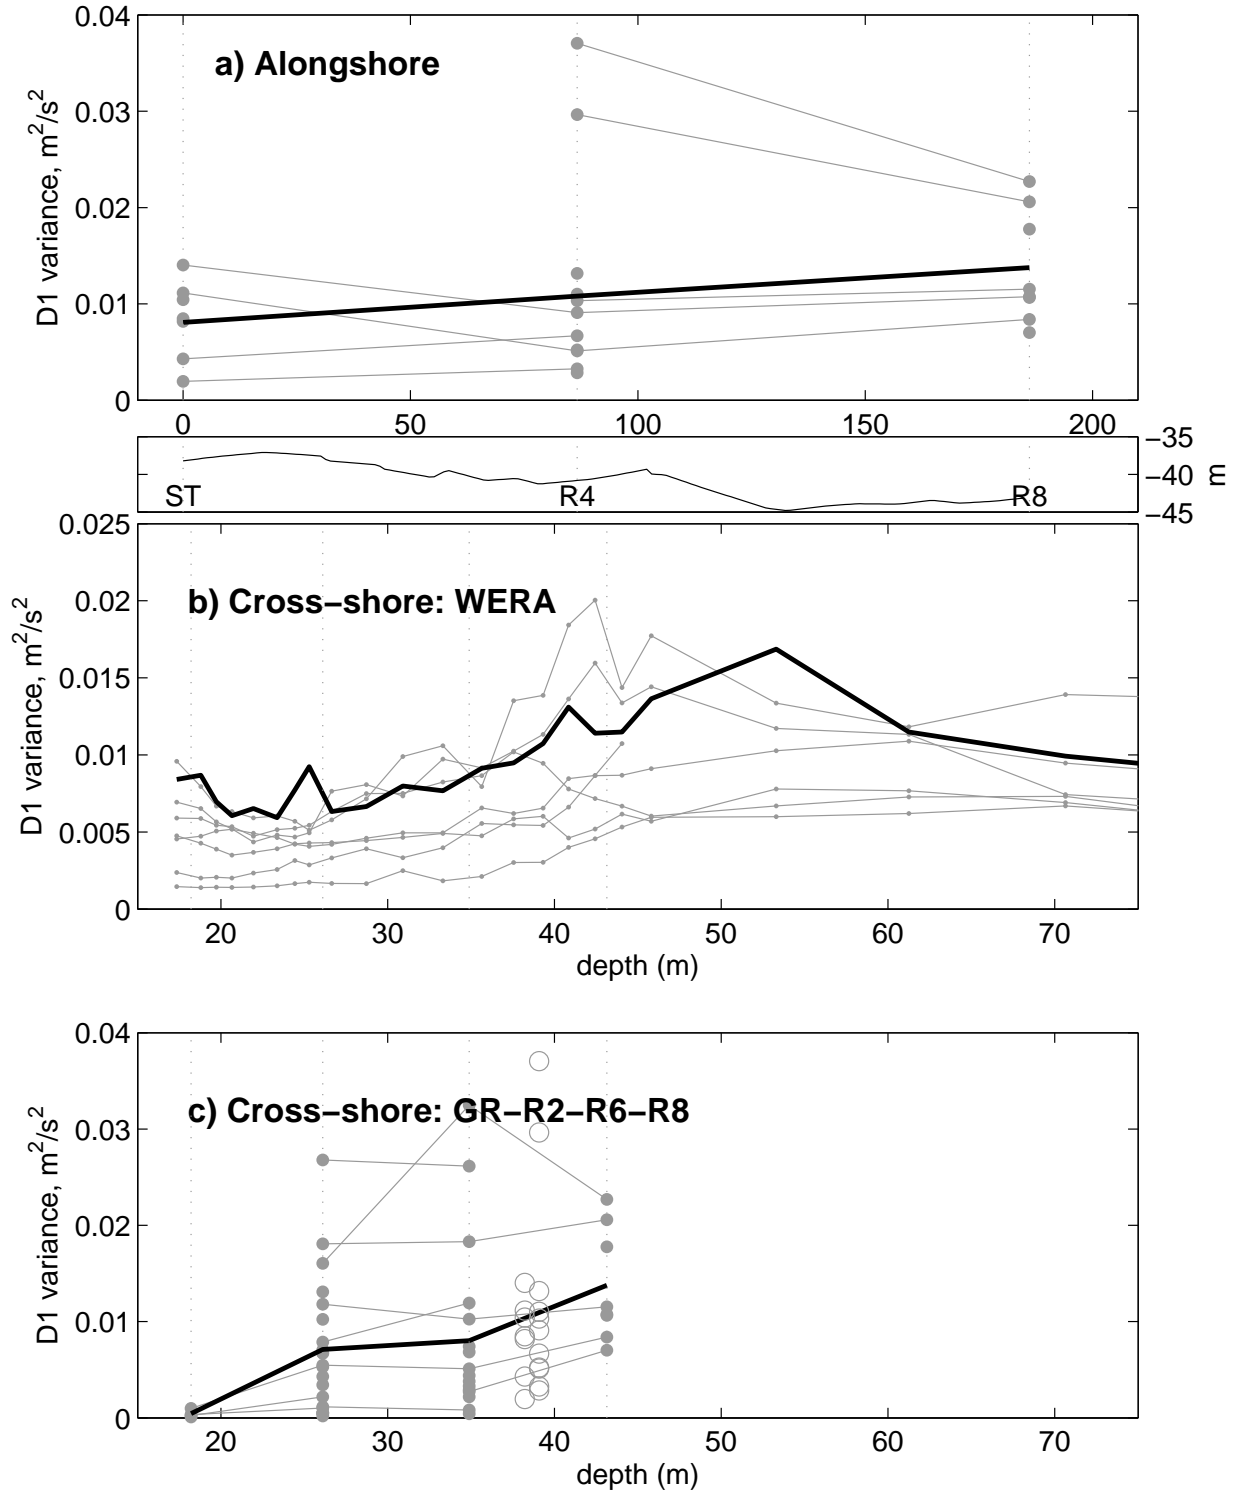 a) Alongshore
D1 variance, m²/s²
0.04
0.03
0.02
0.01
0
0 50 100 150 200
ST R4 R8
−35
−40
−45
m
b) Cross−shore: WERA
D1 variance, m²/s²
0.025
0.02
0.015
0.01
0.005
0
20 30 40 50 60 70
depth (m)
c) Cross−shore: GR−R2−R6−R8
D1 variance, m²/s²
0.04
0.03
0.02
0.01
0
20 30 40 50 60 70
depth (m)